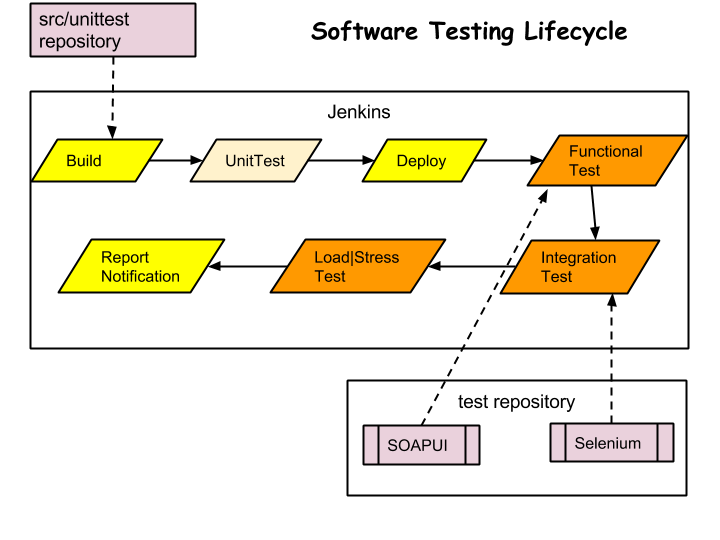 src/unittest
repository
Software Testing Lifecycle
Jenkins
Build
UnitTest
Deploy
Functional
Test
Report
Notification
Load|Stress
Test
Integration
Test
test repository
SOAPUI
Selenium